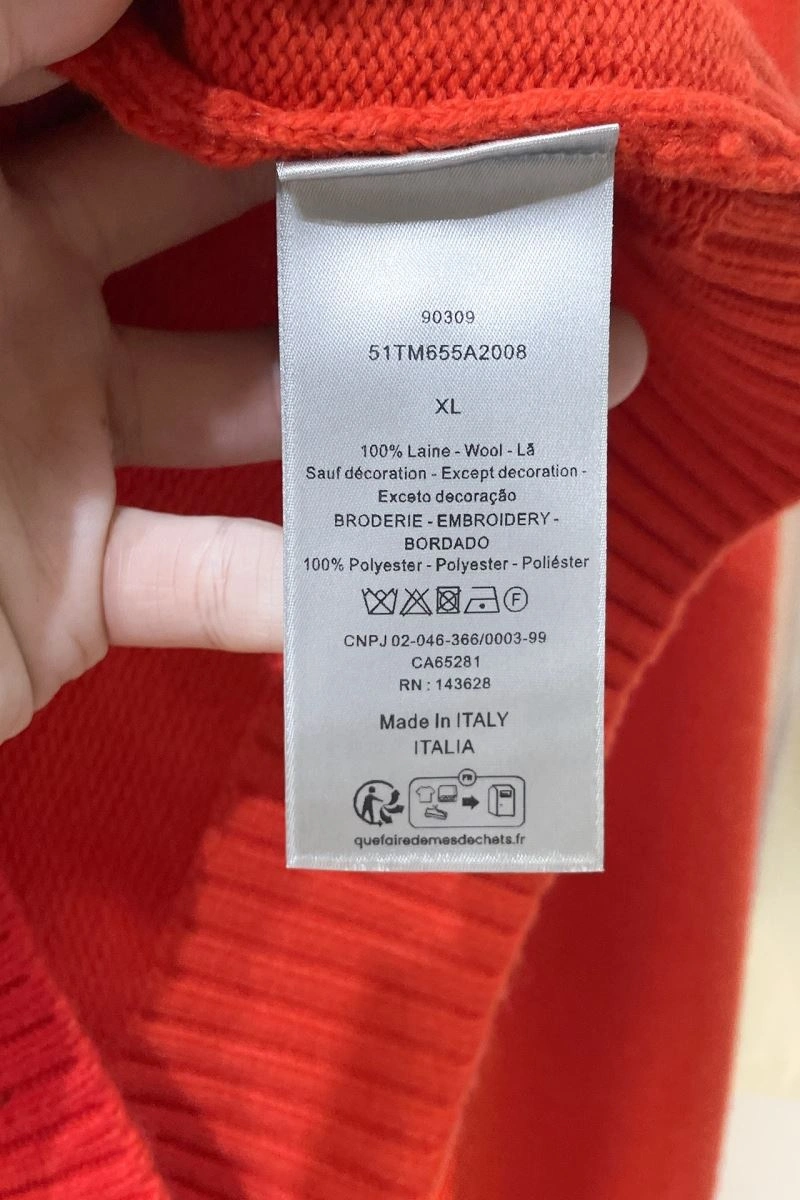 90309
51TM655A2008
XL
100% Laine - Wool - Lã
Sauf décoration - Except decoration -
Exceto decoração
BRODERIE - EMBROIDERY -
BORDADO
100% Polyester - Polyester - Poliéster
F
CNPJ 02-046-366/0003-99
CA65281
RN : 143628
Made In ITALY
ITALIA
FR
quefairedemesdechets.fr